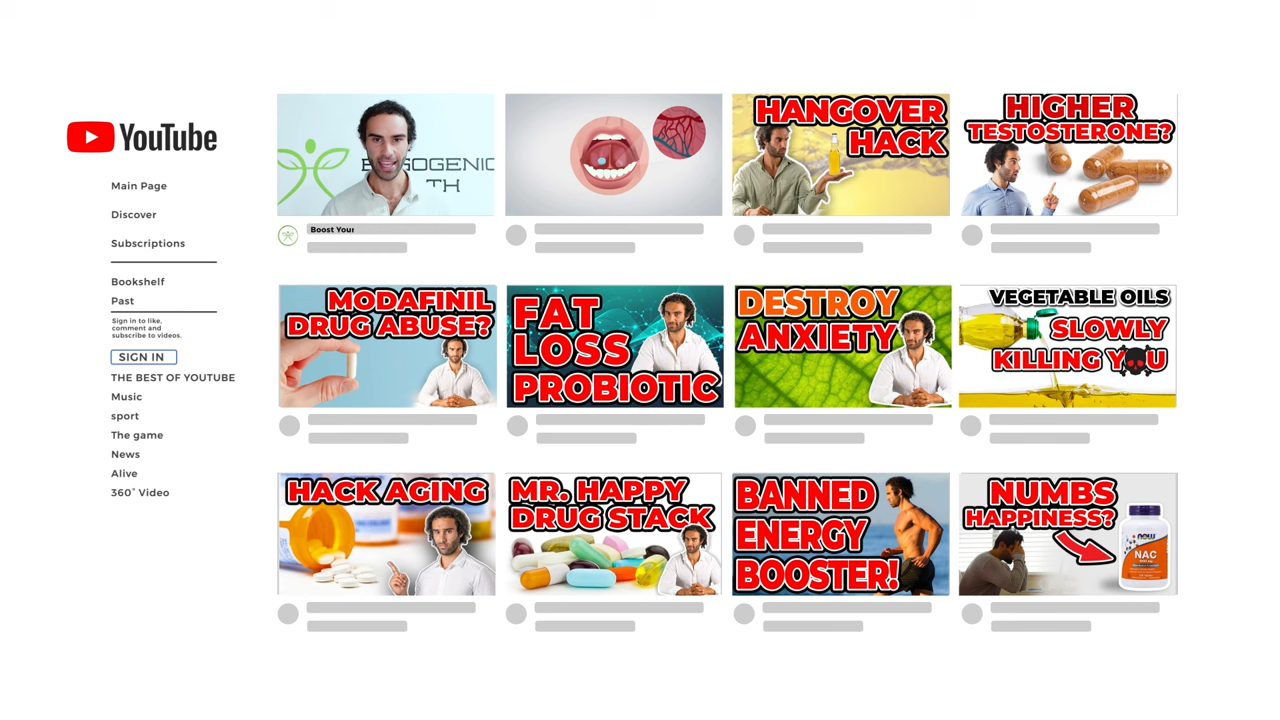 YouTube
Main Page
Discover
Subscriptions
Bookshelf
Past
Sign in to like,
comment and
subscribe to videos.
SIGN IN
THE BEST OF YOUTUBE
Music
sport
The game
News
Alive
360° Video
Boost Your
HANGOVER
HACK
HIGHER
TESTOSTERONE?
MODAFINIL
DRUG ABUSE?
FAT
LOSS
PROBIOTIC
DESTROY
ANXIETY
VEGETABLE OILS
SLOWLY
KILLING Y U
HACK AGING
MR. HAPPY
DRUG STACK
BANNED
ENERGY
BOOSTER!
NUMBS
HAPPINESS?
now
NAC